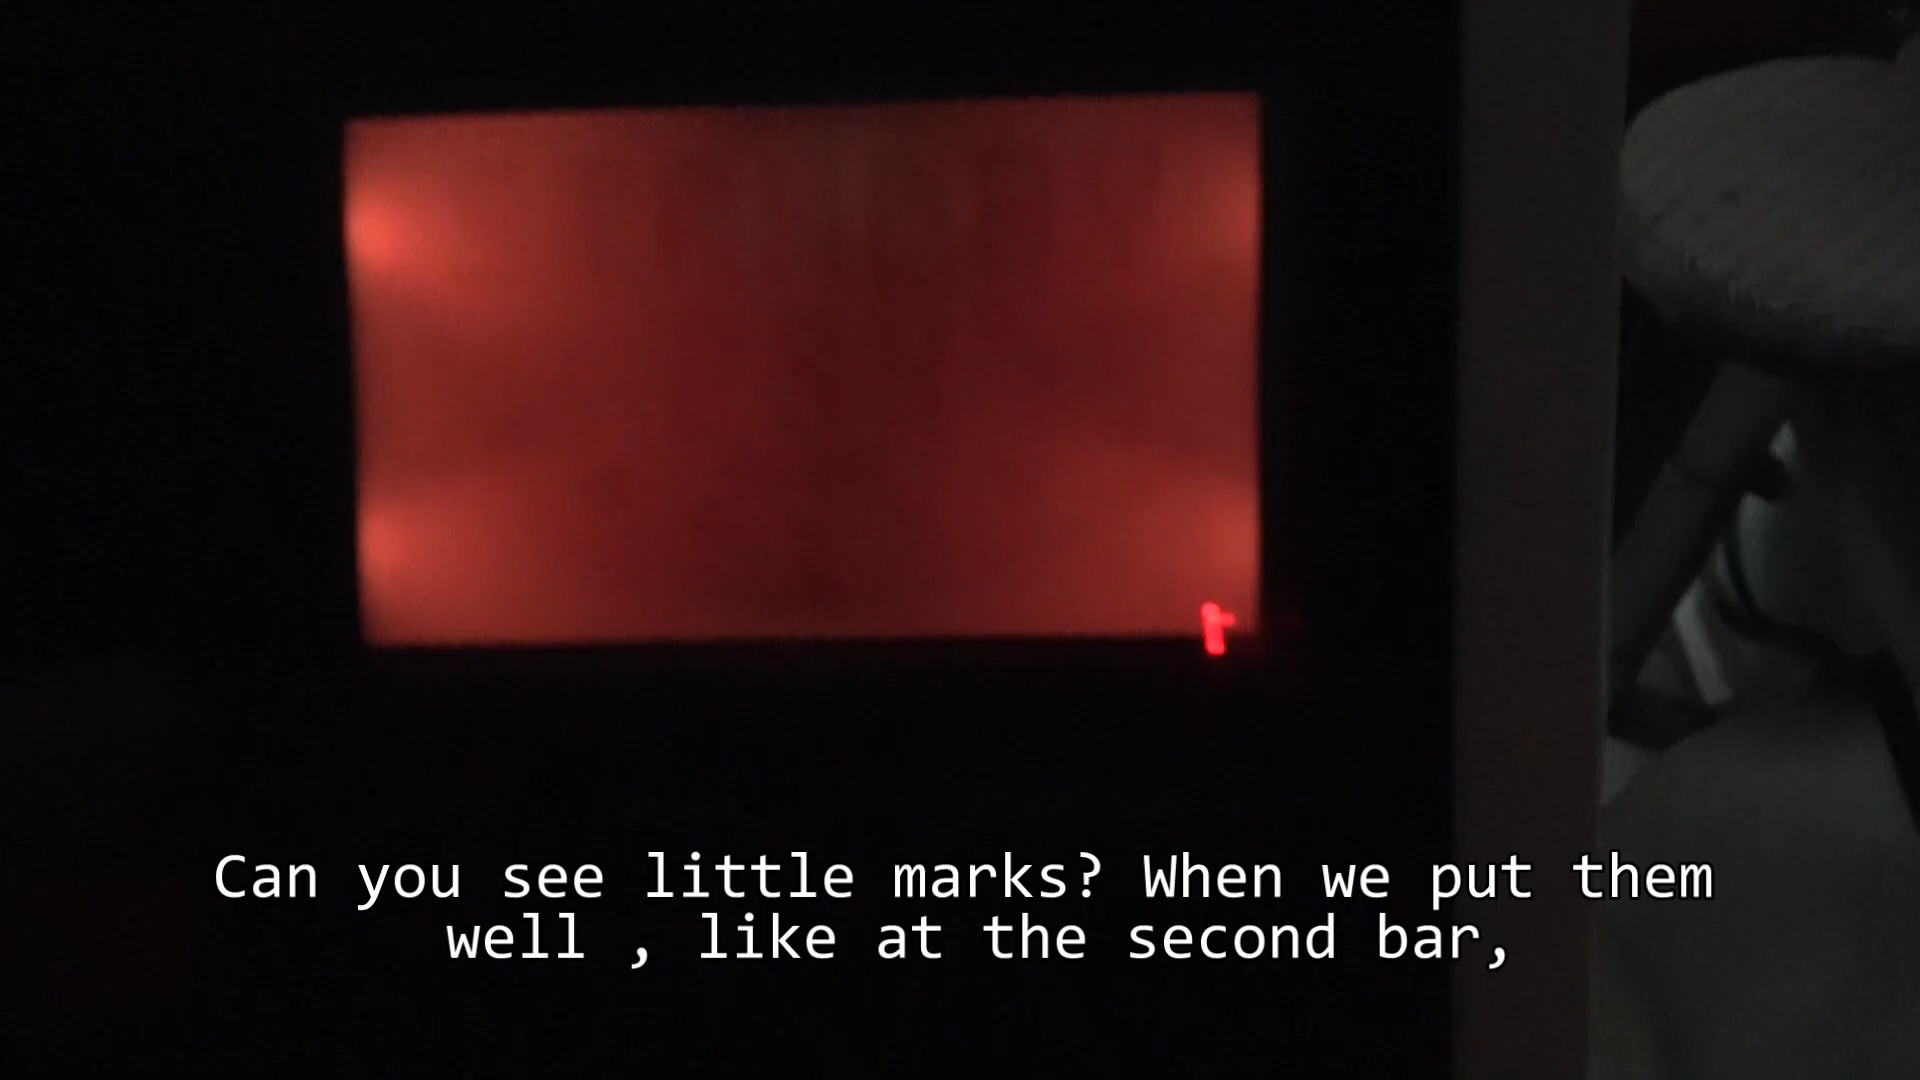 Can you see little marks? When we put them
well , like at the second bar,